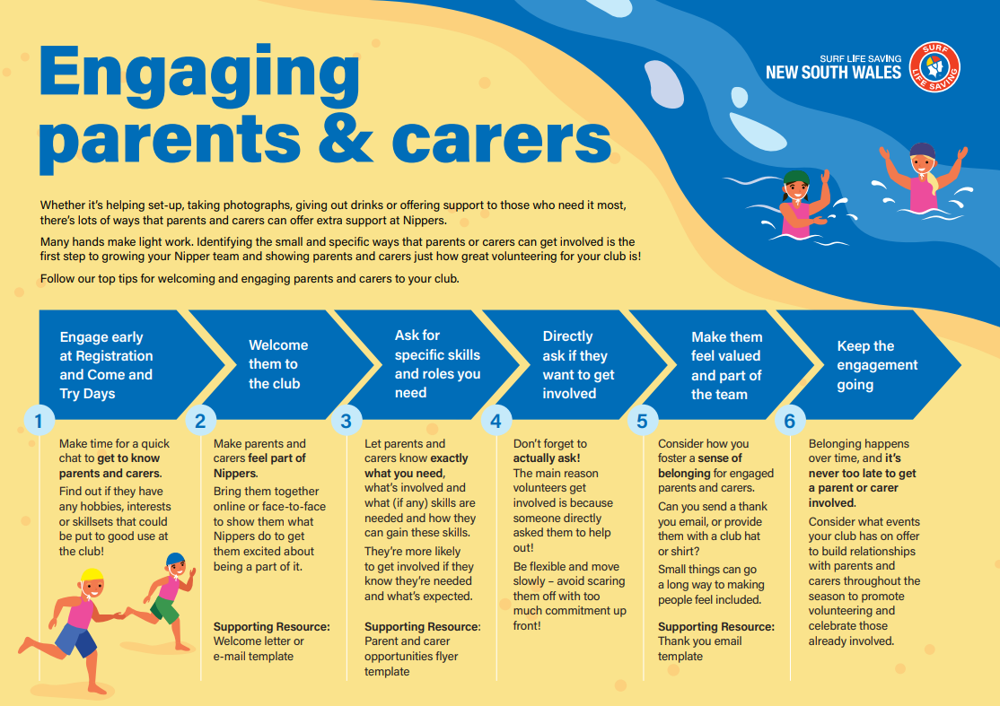 Engaging
parents & carers
SURF LIFE SAVING
NEW SOUTH WALES
SURF
LIFE SAVING
Whether it's helping set-up, taking photographs, giving out drinks or offering support to those who need it most,
there's lots of ways that parents and carers can offer extra support at Nippers.
Many hands make light work. Identifying the small and specific ways that parents or carers can get involved is the
first step to growing your Nipper team and showing parents and carers just how great volunteering for your club is!
Follow our top tips for welcoming and engaging parents and carers to your club.
Engage early
at Registration
and Come and
Try Days
1
Make time for a quick
chat to get to know
parents and carers.
Find out if they have
any hobbies, interests
or skillsets that could
be put to good use at
the club!
Welcome
them to
the club
2
Make parents and
carers feel part of
Nippers.
Bring them together
online or face-to-face
to show them what
Nippers do to get
them excited about
being a part of it.
Supporting Resource:
Welcome letter or
e-mail template
Ask for
specific skills
and roles you
need
3
Let parents and
carers know exactly
what you need,
what's involved and
what (if any) skills are
needed and how they
can gain these skills.
They're more likely
to get involved if they
know they're needed
and what's expected.
Supporting Resource:
Parent and carer
opportunities flyer
template
Directly
ask if they
want to get
involved
4
Don't forget to
actually ask!
The main reason
volunteers get
involved is because
someone directly
asked them to help
out!
Be flexible and move
slowly – avoid scaring
them off with too
much commitment up
front!
Make them
feel valued
and part of
the team
5
Consider how you
foster a sense of
belonging for engaged
parents and carers.
Can you send a thank
you email, or provide
them with a club hat
or shirt?
Small things can go
a long way to making
people feel included.
Supporting Resource:
Thank you email
template
Keep the
engagement
going
6
Belonging happens
over time, and it's
never too late to get
a parent or carer
involved.
Consider what events
your club has on offer
to build relationships
with parents and
carers throughout the
season to promote
volunteering and
celebrate those
already involved.